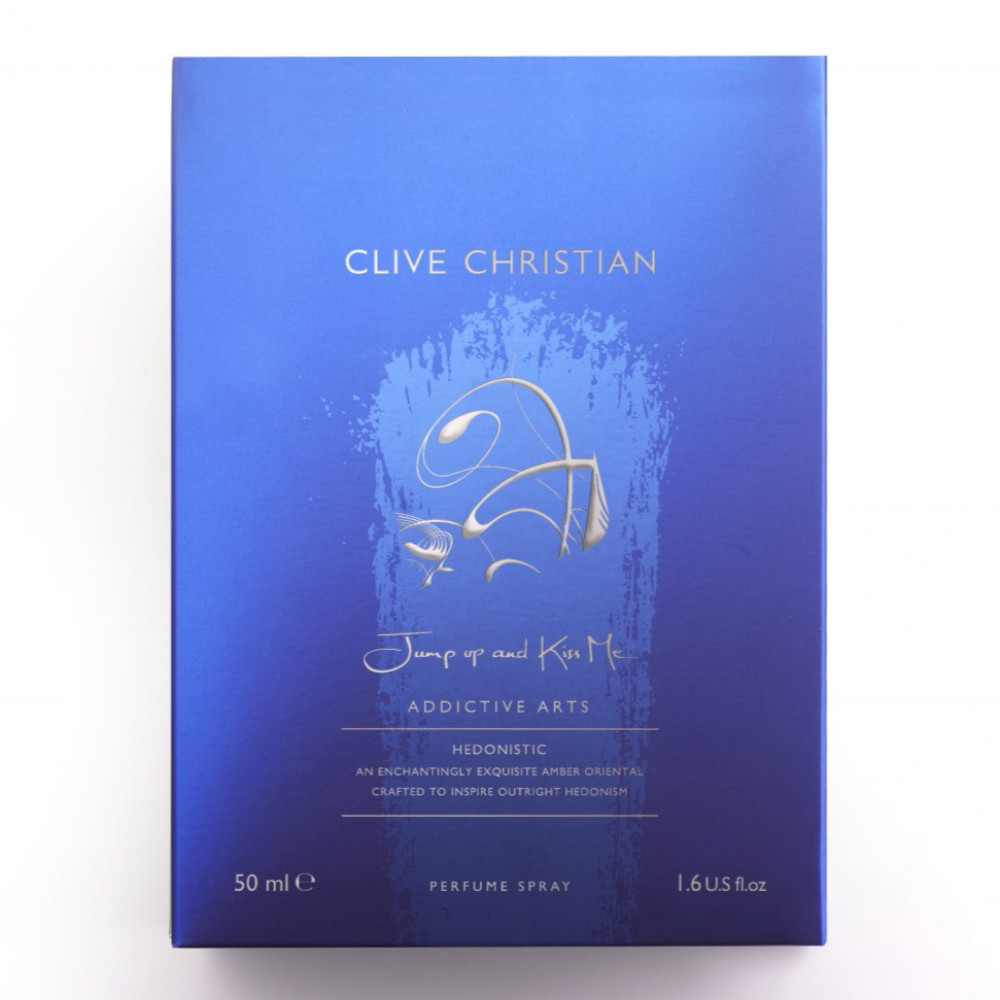 CLIVE CHRISTIAN
Jump up and Kiss Me
ADDICTIVE ARTS
HEDONISTIC
AN ENCHANTINGLY EXQUISITE AMBER ORIENTAL
CRAFTED TO INSPIRE OUTRIGHT HEDONISM
50 ml ℮ PERFUME SPRAY 1.6 U.S fl.oz